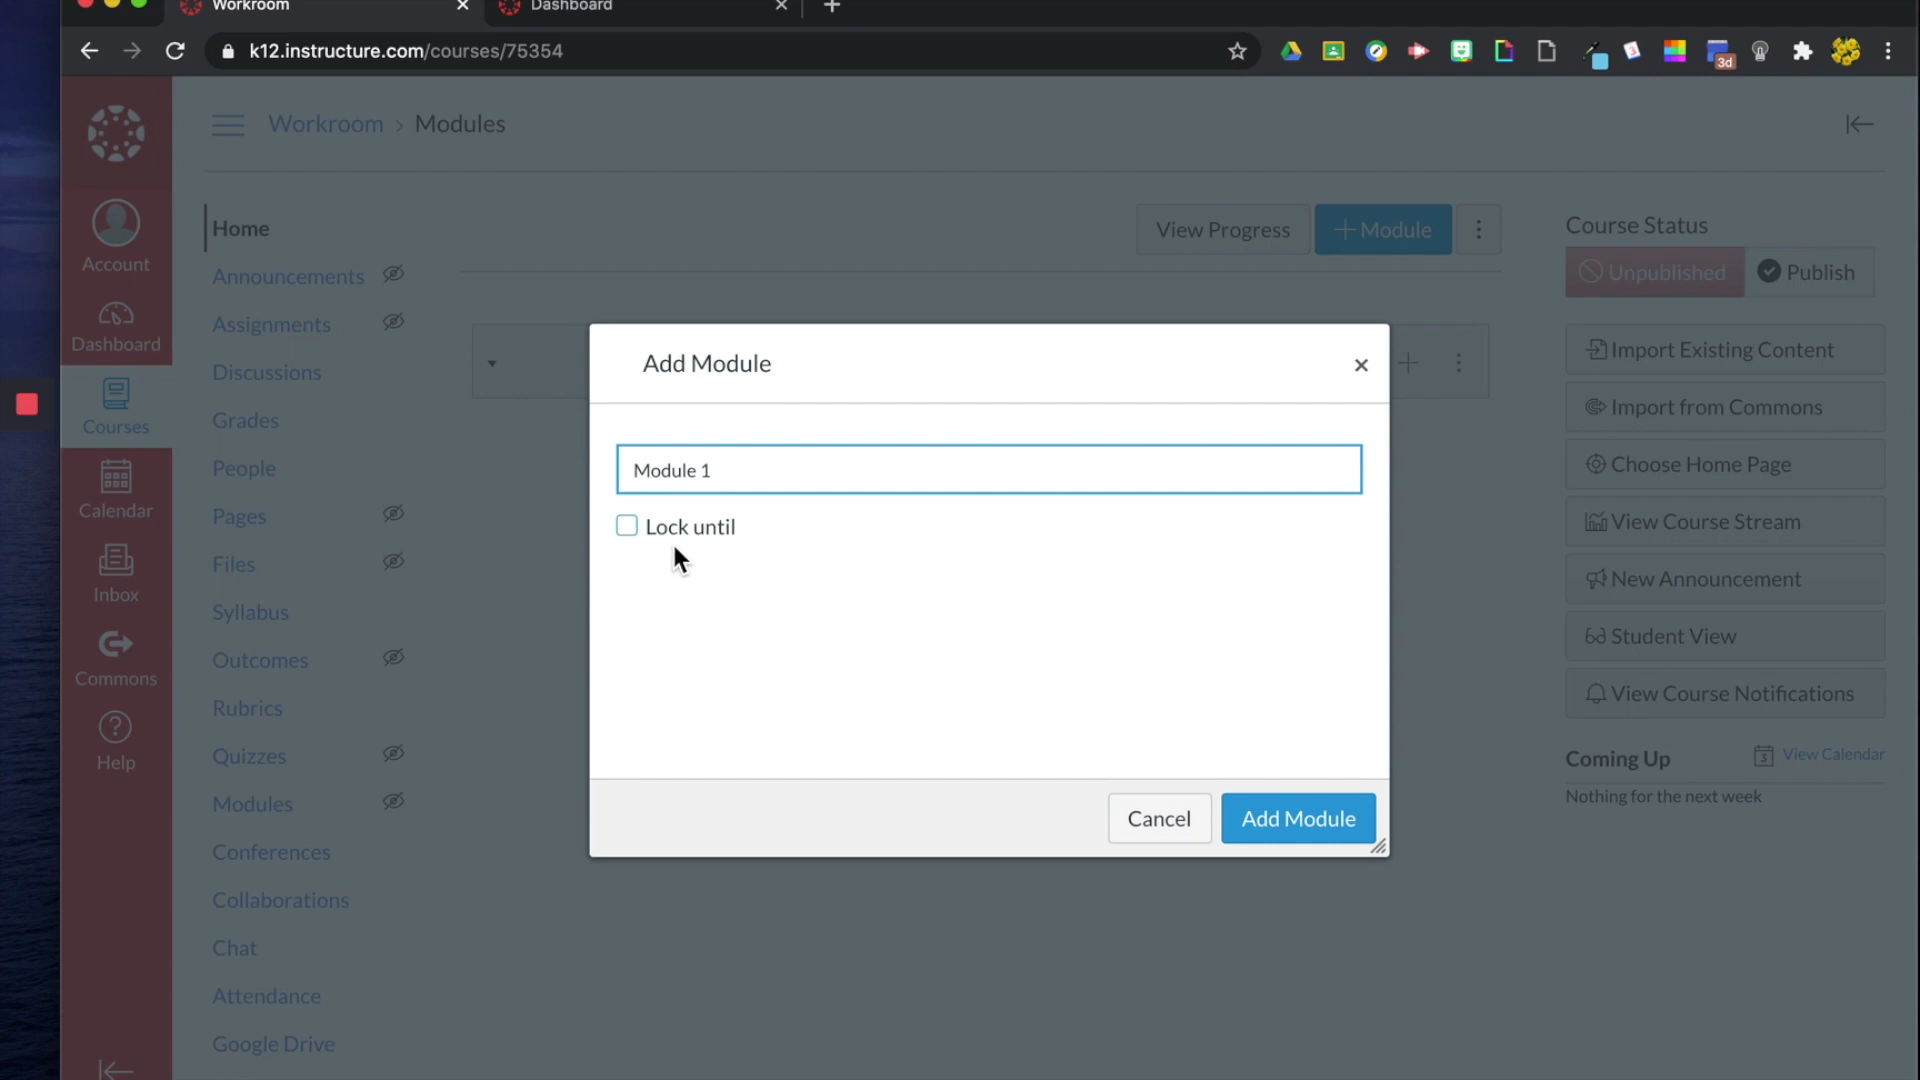 Workroom
Dashboard
k12.instructure.com/courses/75354
3d
Account
Dashboard
Courses
Calendar
Inbox
Commons
Help
Workroom > Modules
Home
Announcements
Assignments
Discussions
Grades
People
Pages
Files
Syllabus
Outcomes
Rubrics
Quizzes
Modules
Conferences
Collaborations
Chat
Attendance
Google Drive
View Progress
+ Module
Add Module
Module 1
Lock until
Cancel
Add Module
Course Status
Unpublished
Publish
Import Existing Content
Import from Commons
Choose Home Page
View Course Stream
New Announcement
Student View
View Course Notifications
Coming Up
3 View Calendar
Nothing for the next week